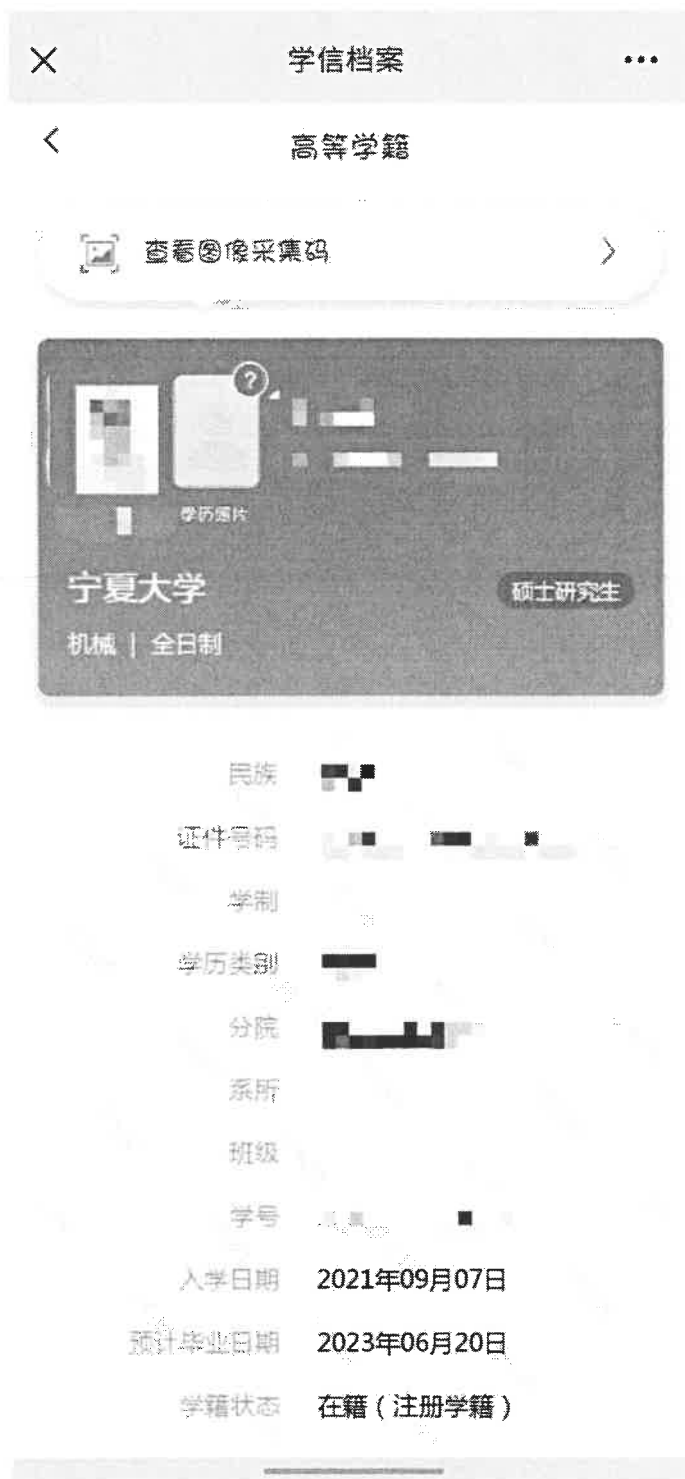 学信档案
高等学籍
查看图像采集码
?
学历照片
宁夏大学
硕士研究生
机械 | 全日制
民族
证件号码
学制
学历类别
分院
系所
班级
学号
入学日期 2021年09月07日
预计毕业日期 2023年06月20日
学籍状态 在籍（注册学籍）